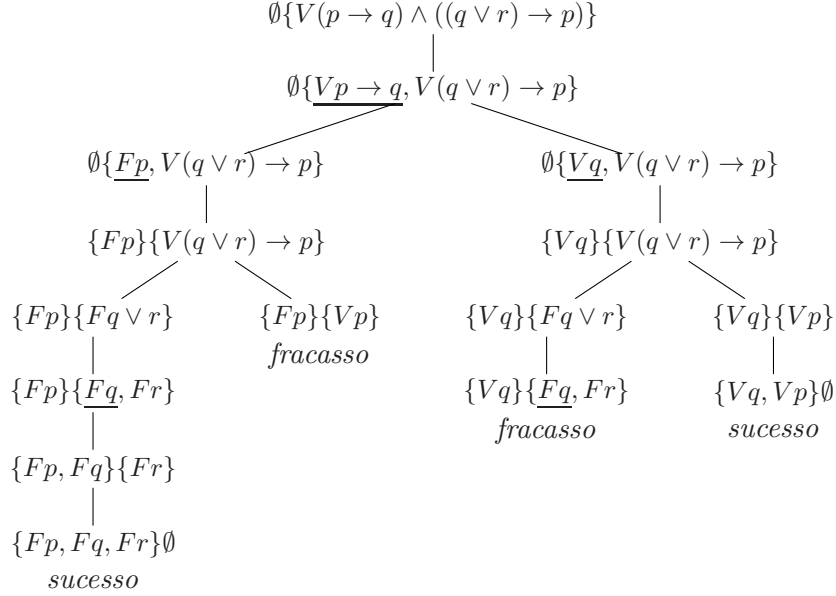 ∅{V(p → q) ∧ ((q ∨ r) → p)}
∅{Vp → q, V(q ∨ r) → p}
∅{Fp, V(q ∨ r) → p} ∅{Vq, V(q ∨ r) → p}
{Fp}{V(q ∨ r) → p} {Vq}{V(q ∨ r) → p}
{Fp}{Fq ∨ r} {Fp}{Vp} {Vq}{Fq ∨ r} {Vq}{Vp}
fracasso
{Fp}{Fq, Fr} {Vq}{Fq, Fr} {Vq, Vp}∅
fracasso sucesso
{Fp, Fq}{Fr}
{Fp, Fq, Fr}∅
sucesso